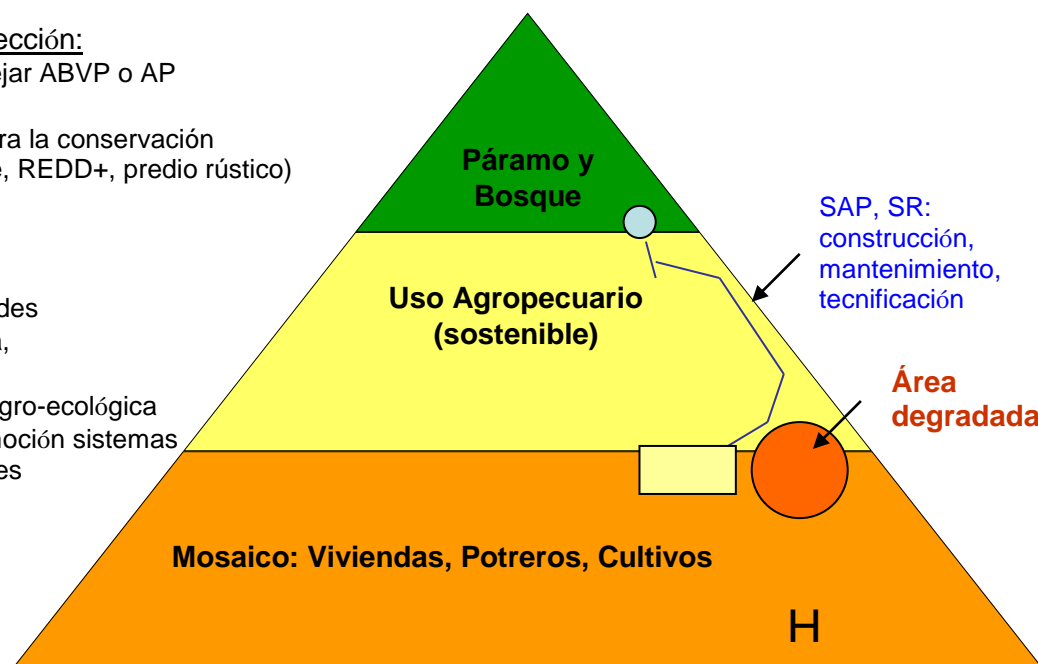 ección:
ejar ABVP o AP
ra la conservación
e, REDD+, predio rústico)
des
a,
gro-ecológica
noción sistemas
es
Páramo y
Bosque
Uso Agropecuario
(sostenible)
Mosaico: Viviendas, Potreros, Cultivos
H
SAP, SR:
construcción,
mantenimiento,
tecnificación
Área
degradada